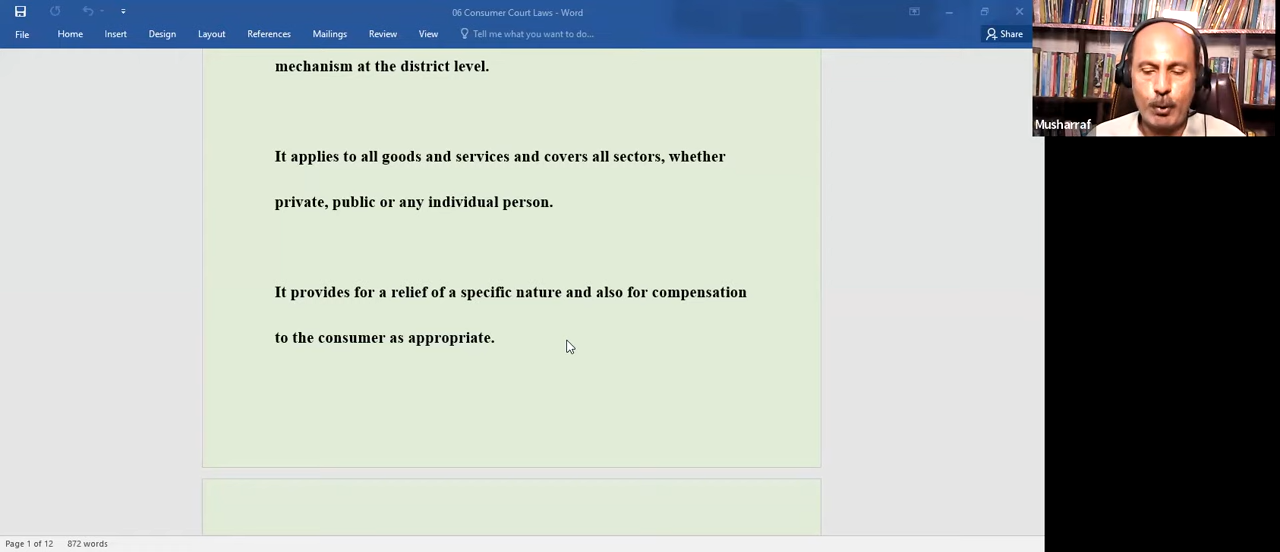 06 Consumer Court Laws - Word
File Home Insert Design Layout References Mailings Review View Tell me what you want to do... Share
Musharraf
mechanism at the district level.
It applies to all goods and services and covers all sectors, whether
private, public or any individual person.
It provides for a relief of a specific nature and also for compensation
to the consumer as appropriate.
Page 1 of 12 872 words